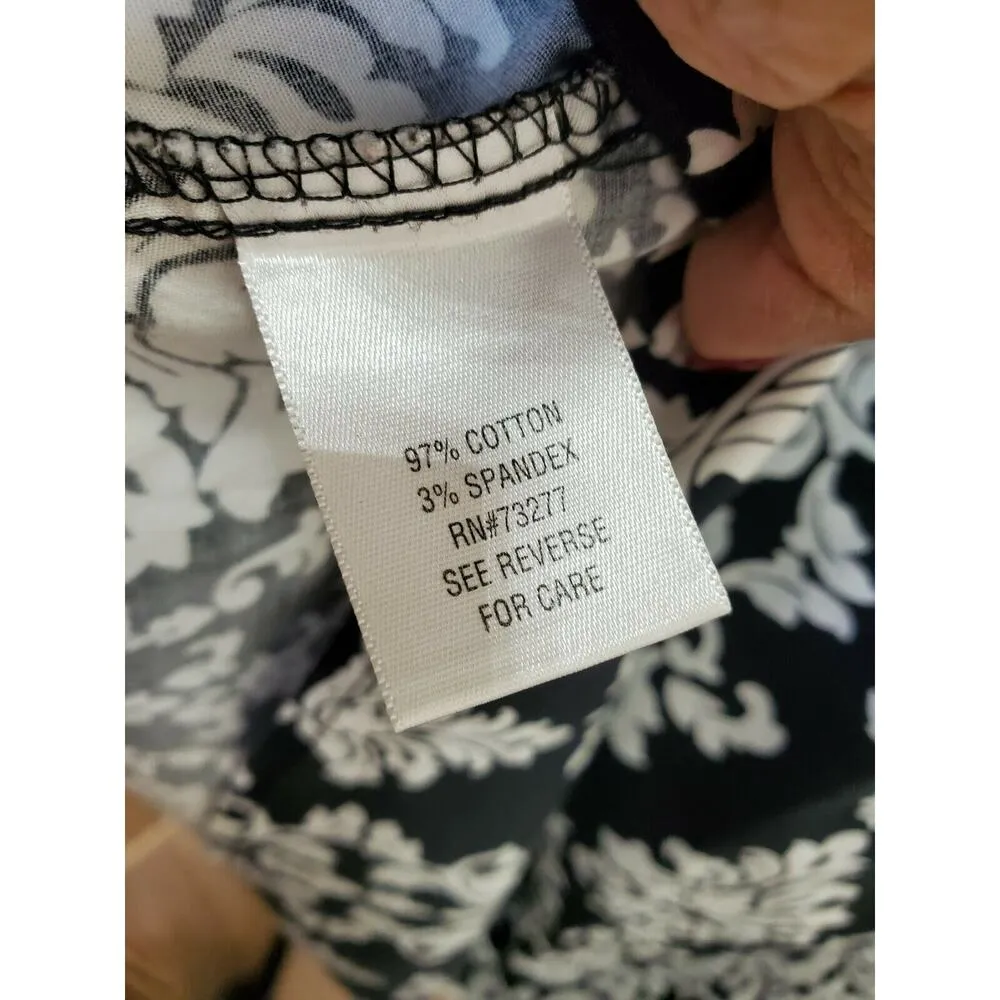 97% COTTON
3% SPANDEX
RN#73277
SEE REVERSE
FOR CARE